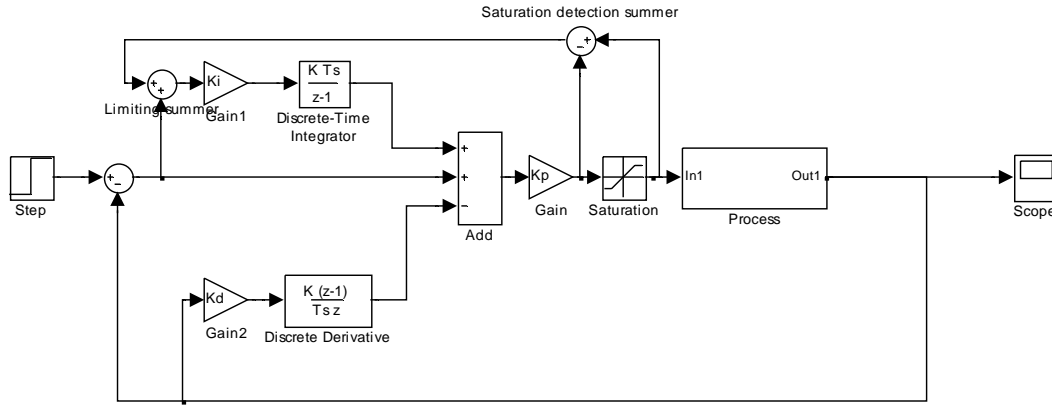 Saturation detection summer
− +
+
+
Ki
K Ts
z-1
Limiting summer
Gain1
Discrete-Time
Integrator
+
+
−
Kp
+
−
In1
Out1
Step
Gain
Saturation
Process
Scope
Add
Kd
K (z-1)
Ts z
Gain2
Discrete Derivative